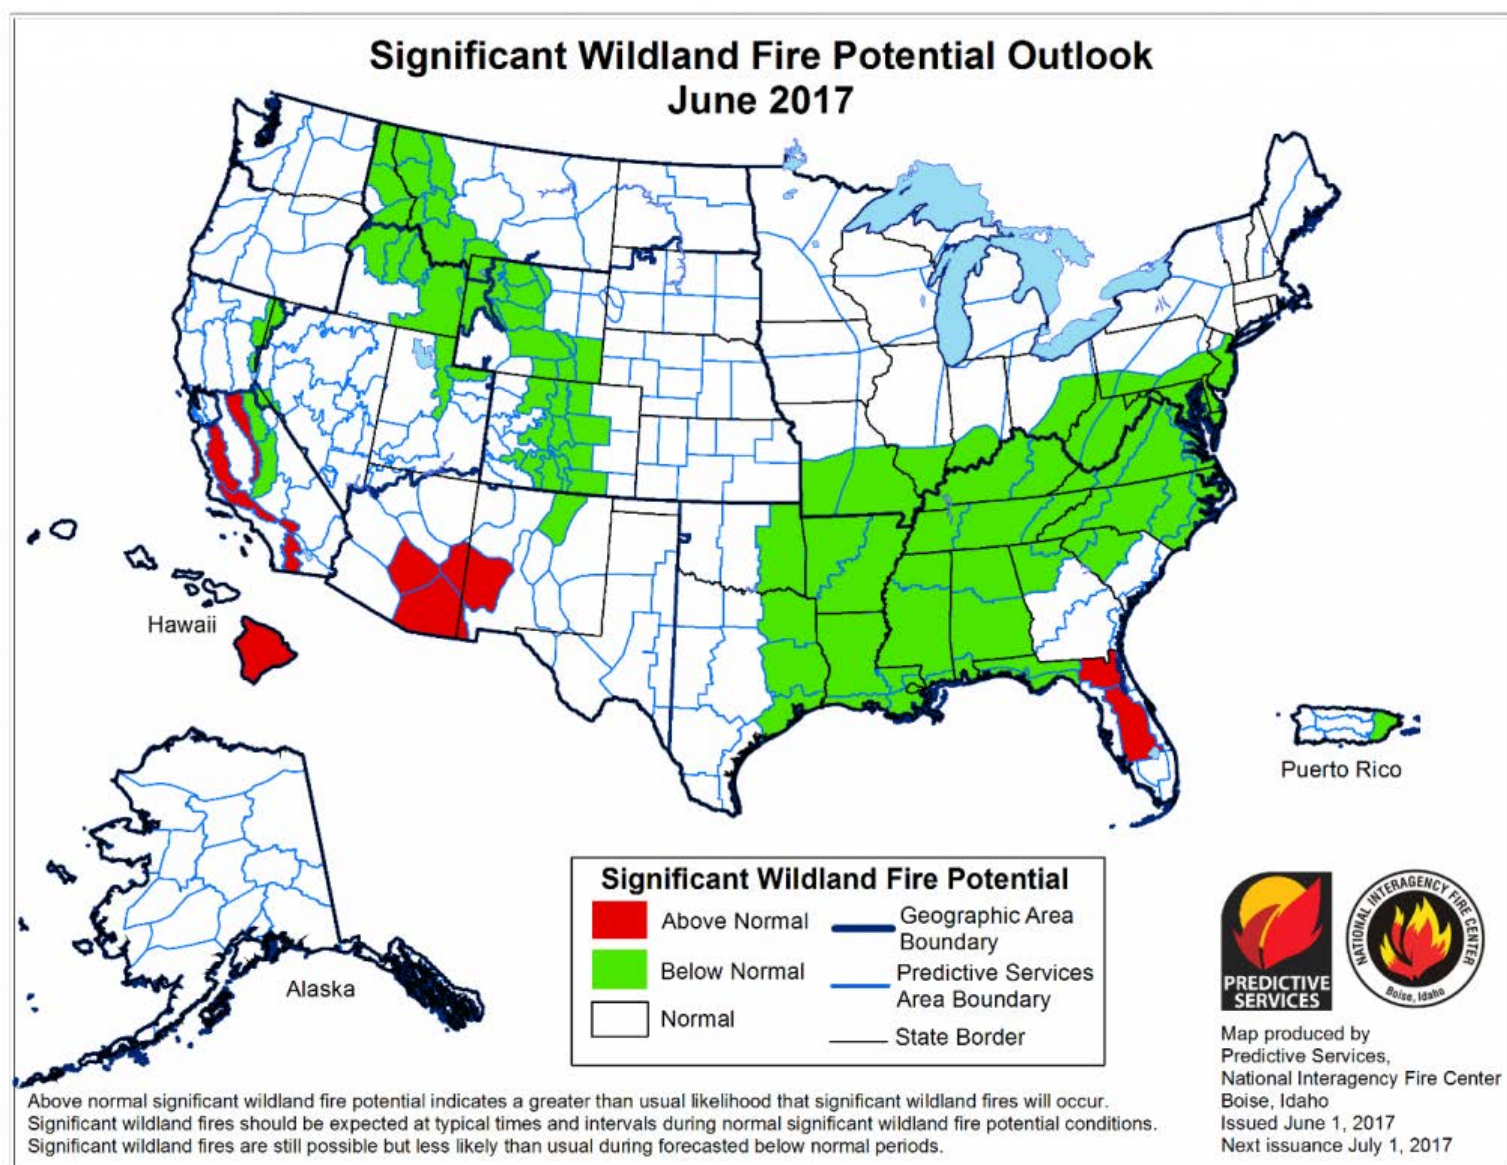 Significant Wildland Fire Potential Outlook
June 2017
Hawaii
Puerto Rico
Alaska
Significant Wildland Fire Potential
Above Normal
Below Normal
Normal
Geographic Area
Boundary
Predictive Services
Area Boundary
State Border
PREDICTIVE
SERVICES
NATIONAL INTERAGENCY FIRE CENTER
Boise, Idaho
Map produced by
Predictive Services,
National Interagency Fire Center
Boise, Idaho
Issued June 1, 2017
Next issuance July 1, 2017
Above normal significant wildland fire potential indicates a greater than usual likelihood that significant wildland fires will occur.
Significant wildland fires should be expected at typical times and intervals during normal significant wildland fire potential conditions.
Significant wildland fires are still possible but less likely than usual during forecasted below normal periods.